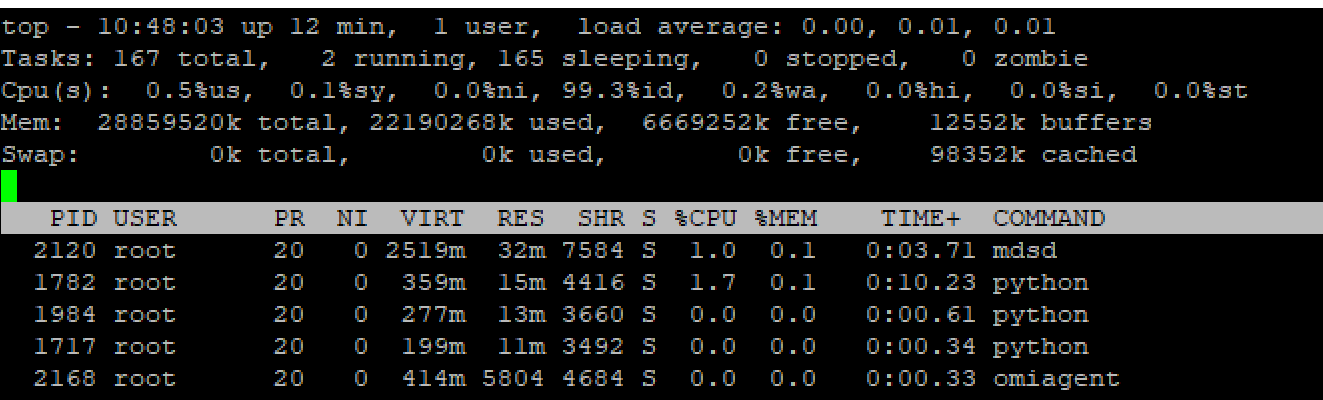 top - 10:48:03 up 12 min,  1 user,  load average: 0.00, 0.01, 0.01
Tasks: 167 total,   2 running, 165 sleeping,   0 stopped,   0 zombie
Cpu(s):  0.5%us,  0.1%sy,  0.0%ni, 99.3%id,  0.2%wa,  0.0%hi,  0.0%si,  0.0%st
Mem:  28859520k total, 22190268k used,  6669252k free,    12552k buffers
Swap:        0k total,        0k used,        0k free,    98352k cached
  PID USER      PR  NI  VIRT  RES  SHR S %CPU %MEM    TIME+  COMMAND
 2120 root      20   0 2519m  32m 7584 S  1.0  0.1   0:03.71 mdsd
 1782 root      20   0  359m  15m 4416 S  1.7  0.1   0:10.23 python
 1984 root      20   0  277m  13m 3660 S  0.0  0.0   0:00.61 python
 1717 root      20   0  199m  11m 3492 S  0.0  0.0   0:00.34 python
 2168 root      20   0  414m 5804 4684 S  0.0  0.0   0:00.33 omiagent